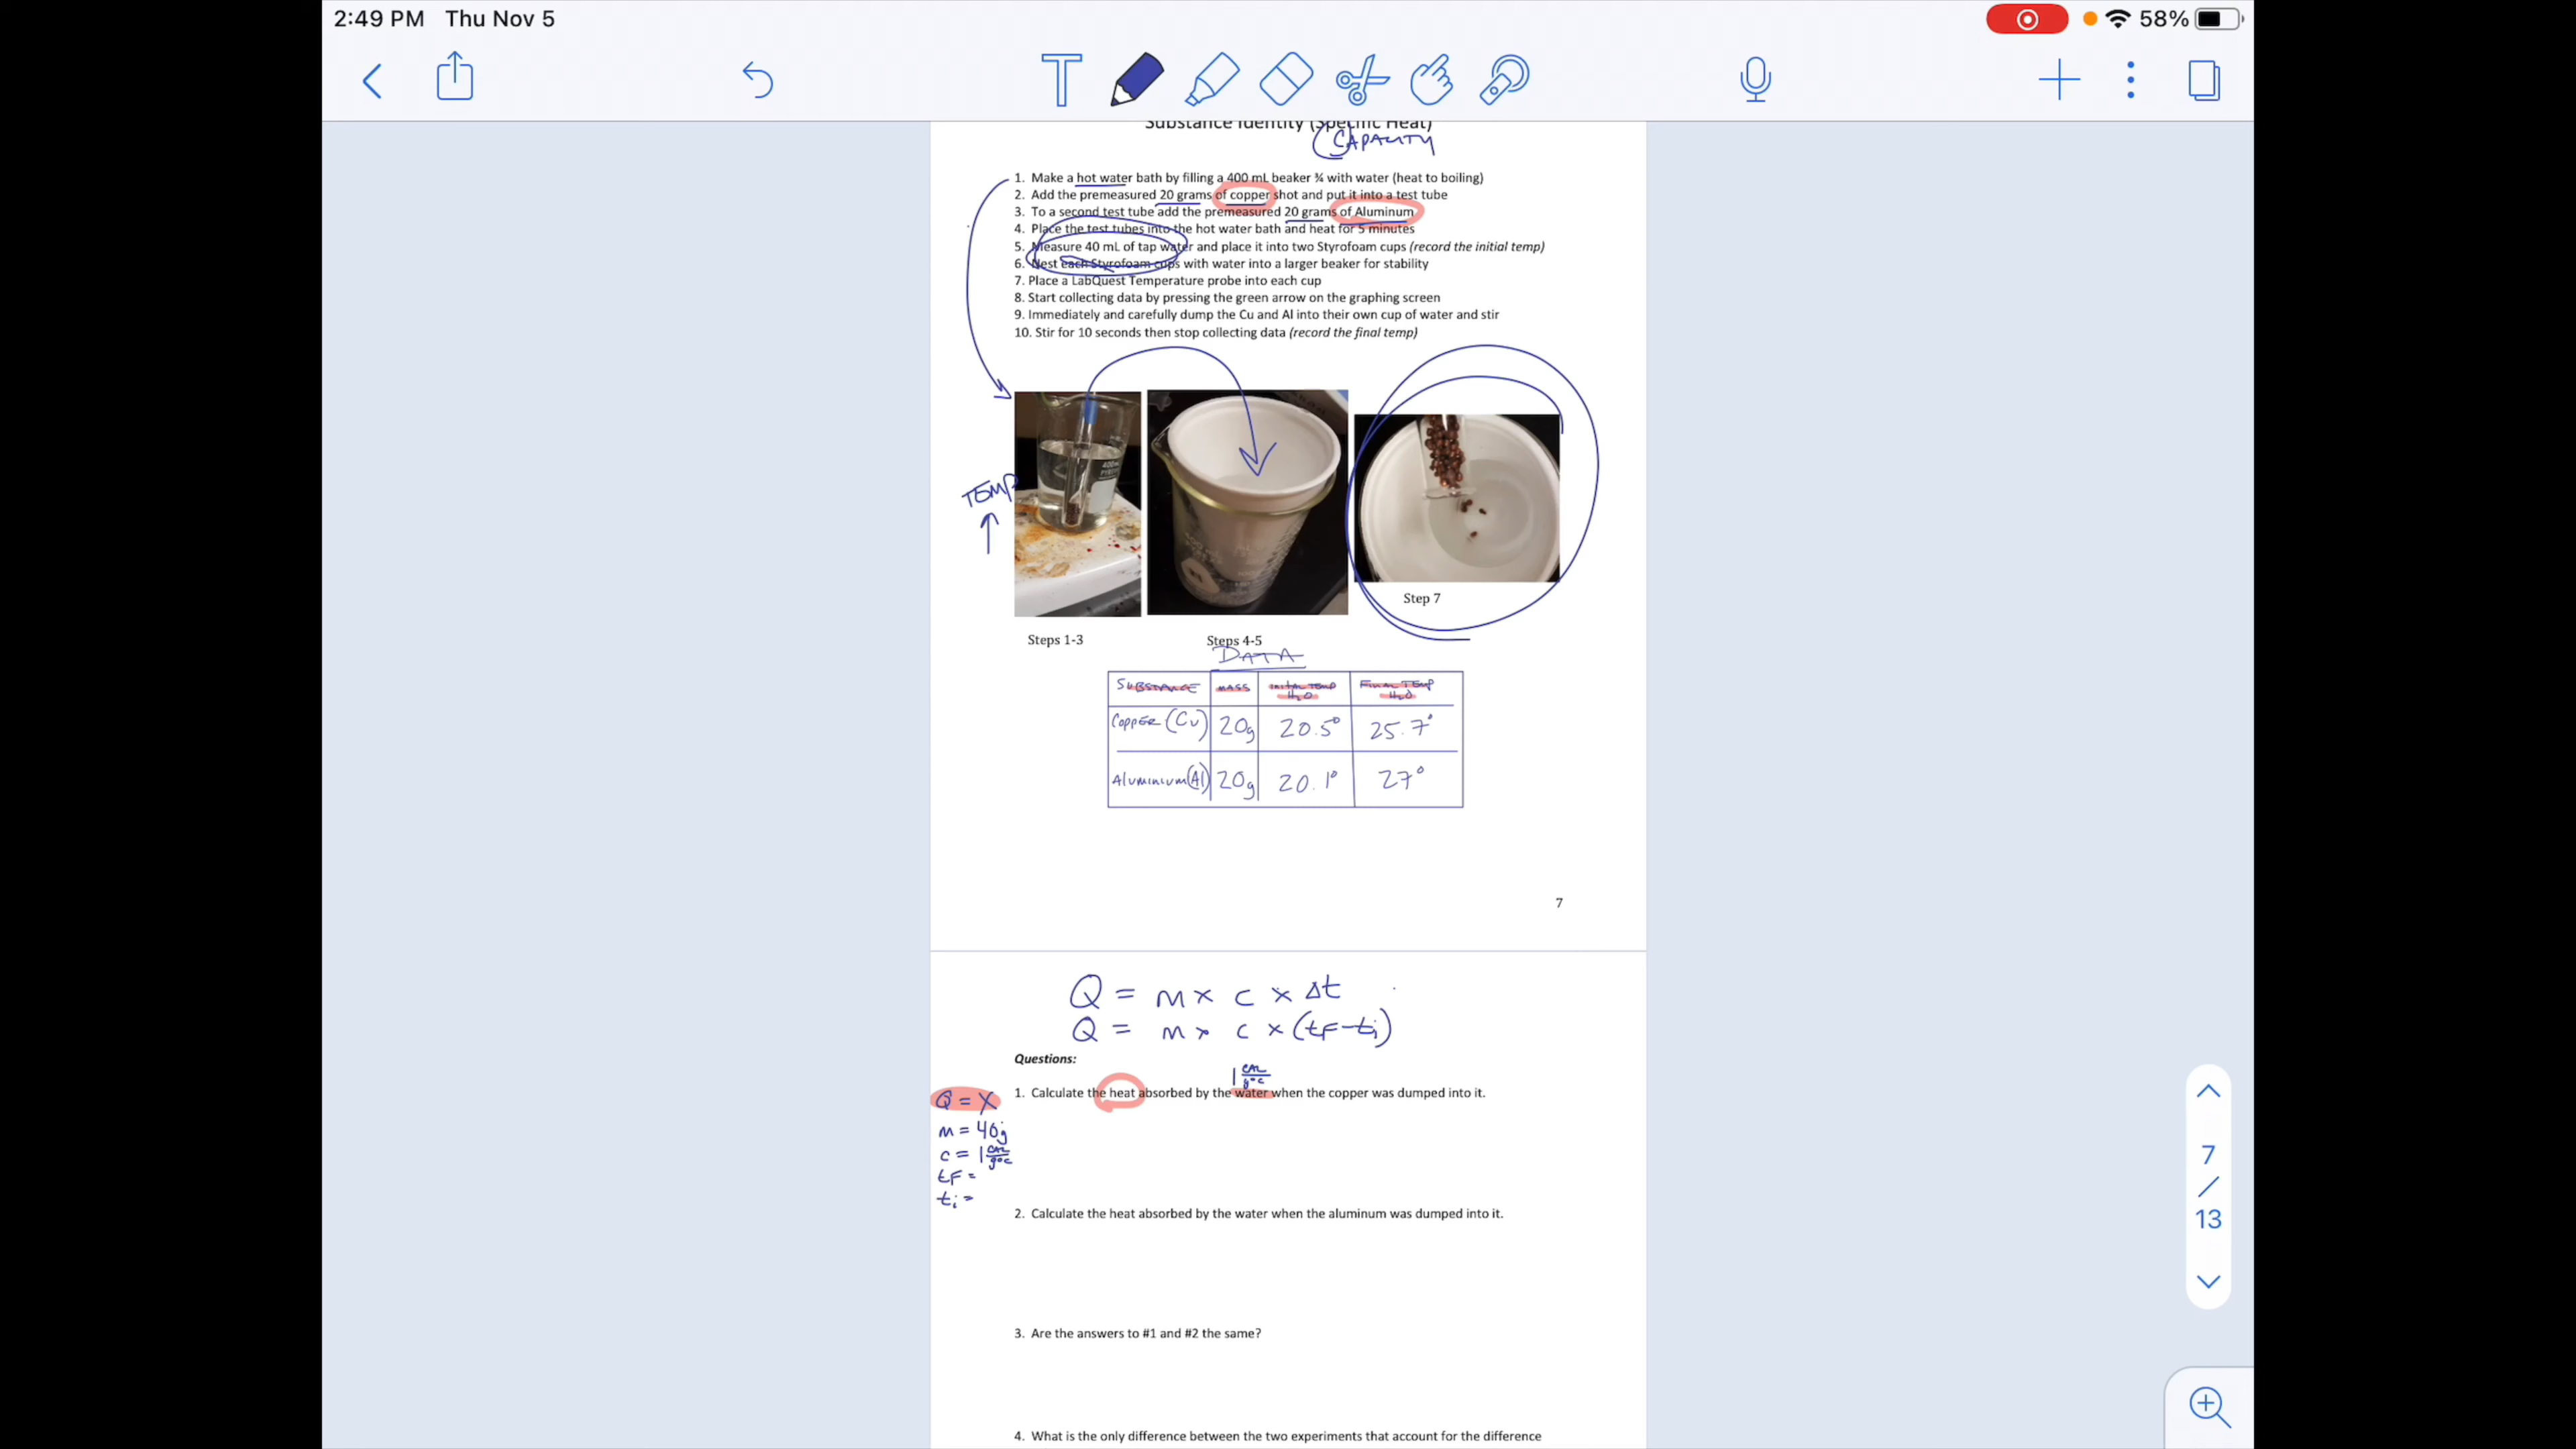 2:49 PM Thu Nov 5
58%
Substance Identity (Specific Heat)
CAPACITY
1. Make a hot water bath by filling a 400 mL beaker ¾ with water (heat to boiling)
2. Add the premeasured 20 grams of copper shot and put it into a test tube
3. To a second test tube add the premeasured 20 grams of Aluminum
4. Place the test tubes into the hot water bath and heat for 5 minutes
5. Measure 40 mL of tap water and place it into two Styrofoam cups (record the initial temp)
6. Nest each Styrofoam cups with water into a larger beaker for stability
7. Place a LabQuest Temperature probe into each cup
8. Start collecting data by pressing the green arrow on the graphing screen
9. Immediately and carefully dump the Cu and Al into their own cup of water and stir
10. Stir for 10 seconds then stop collecting data (record the final temp)
TEMP
↑
Step 7
Steps 1-3
Steps 4-5
DATA
SUBSTANCE MASS INITIAL TEMP H₂O FINAL TEMP H₂O
COPPER (Cu) 20g 20.5° 25.7°
ALUMINIUM (Al) 20g 20.1° 27°
7
Q = m × c × Δt
Q = m × c × (tF - ti)
Questions:
1 CAL/g°C
1. Calculate the heat absorbed by the water when the copper was dumped into it.
Q = X
m = 40g
c = 1 CAL/g°C
tF =
ti =
2. Calculate the heat absorbed by the water when the aluminum was dumped into it.
3. Are the answers to #1 and #2 the same?
4. What is the only difference between the two experiments that account for the difference
7
/
13